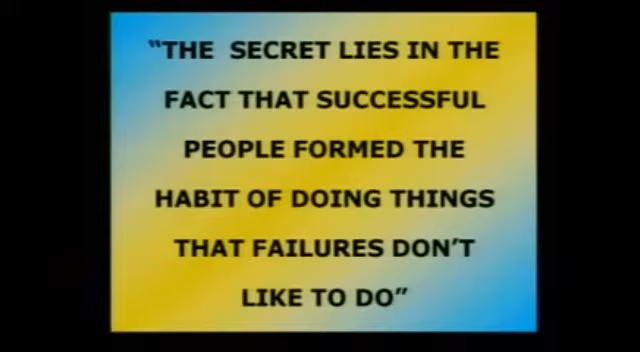 “THE SECRET LIES IN THE
FACT THAT SUCCESSFUL
PEOPLE FORMED THE
HABIT OF DOING THINGS
THAT FAILURES DON’T
LIKE TO DO”